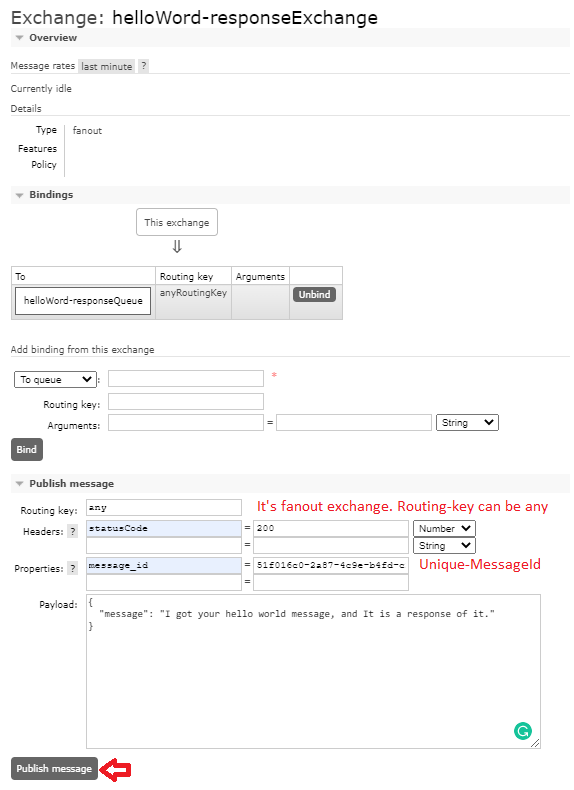 Exchange: helloWord-responseExchange
Overview
Message rates last minute ?
Currently idle
Details
Type fanout
Features
Policy
Bindings
This exchange
⇓
To Routing key Arguments
helloWord-responseQueue anyRoutingKey Unbind
Add binding from this exchange
To queue : *
Routing key:
Arguments: = String
Bind
Publish message
Routing key: any It's fanout exchange. Routing-key can be any
Headers: ? statusCode = 200 Number
= String
Properties: ? message_id = 51f016c0-2a87-4c9e-b4fd-c Unique-MessageId
=
Payload: {
"message": "I got your hello world message, and It is a response of it."
}
Publish message